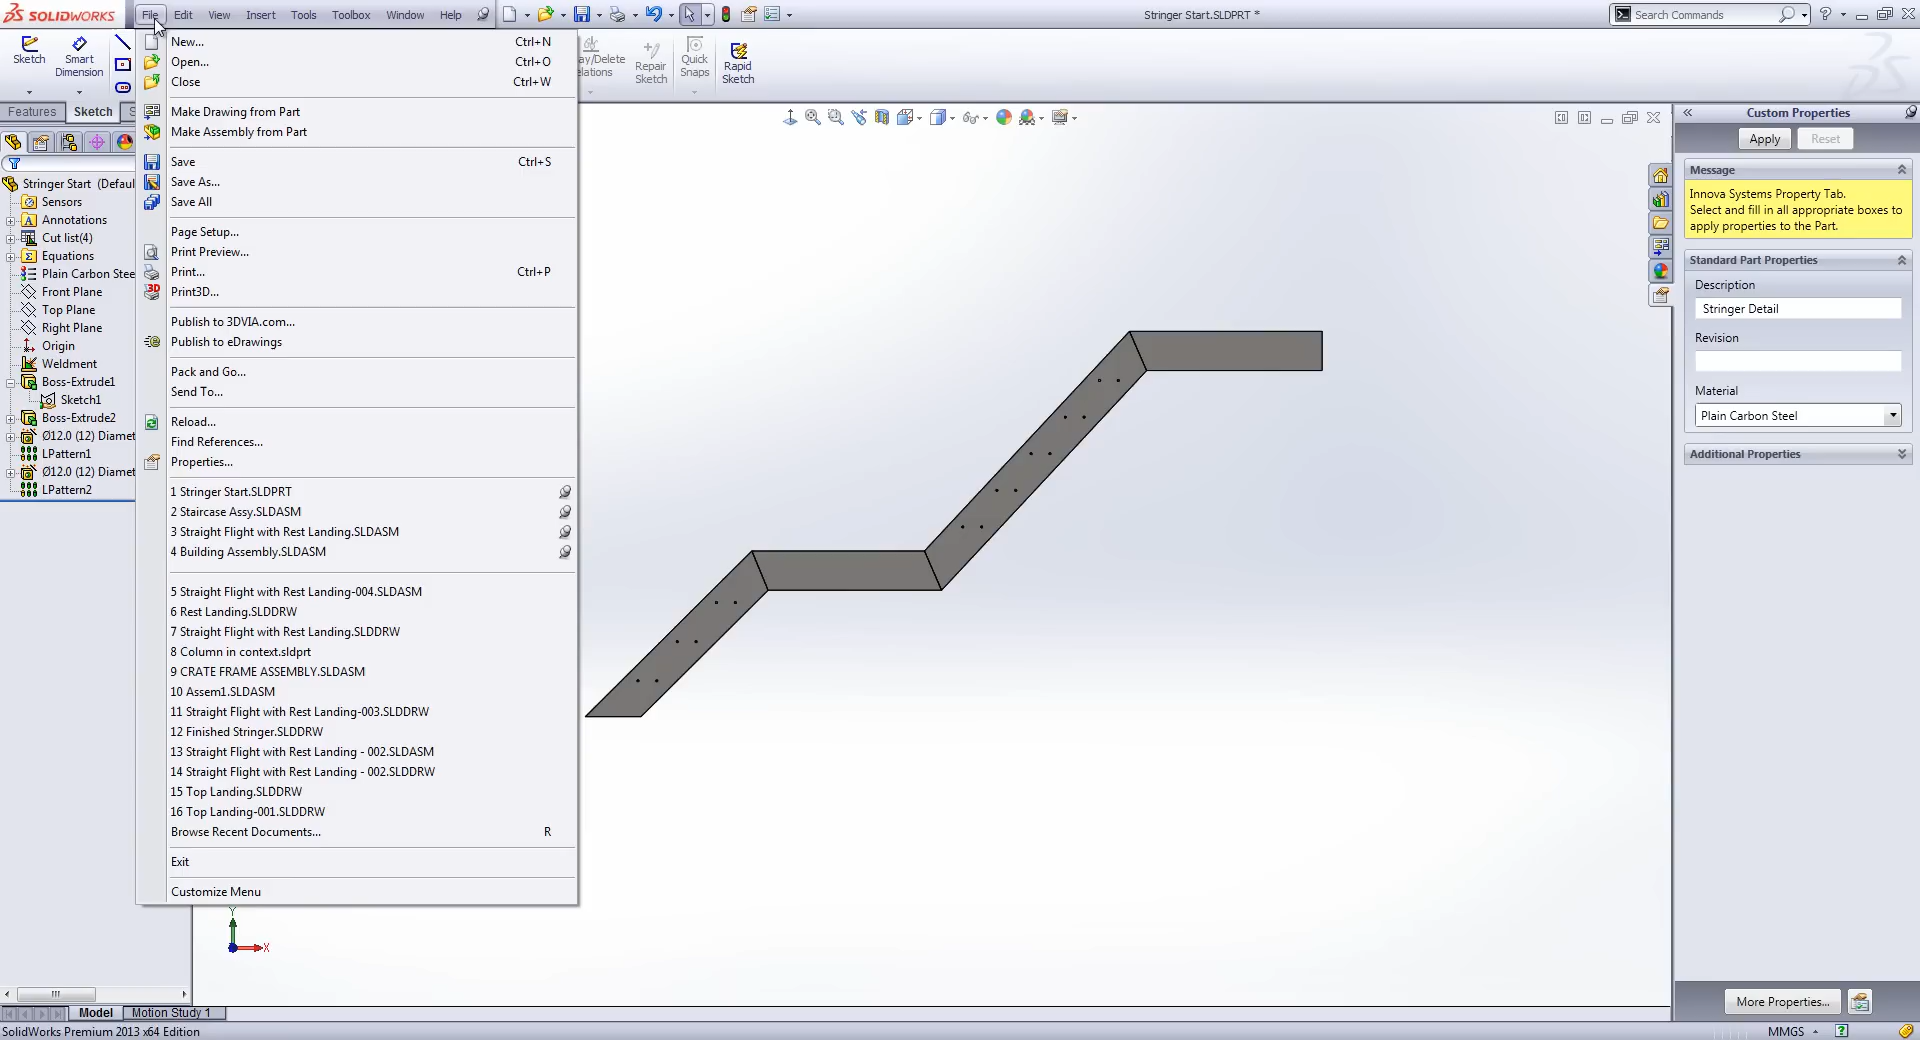 SOLIDWORKS
File Edit View Insert Tools Toolbox Window Help
Stringer Start.SLDPRT *
Search Commands
Sketch
Smart Dimension
Repair Sketch
Quick Snaps
Rapid Sketch
Features Sketch
Stringer Start (Defau
Sensors
Annotations
Cut list(4)
Equations
Plain Carbon Stee
Front Plane
Top Plane
Right Plane
Origin
Weldment
Boss-Extrude1
Sketch1
Boss-Extrude2
Ø12.0 (12) Diamet
LPattern1
Ø12.0 (12) Diamet
LPattern2
New... Ctrl+N
Open... Ctrl+O
Close Ctrl+W
Make Drawing from Part
Make Assembly from Part
Save Ctrl+S
Save As...
Save All
Page Setup...
Print Preview...
Print... Ctrl+P
Print3D...
Publish to 3DVIA.com...
Publish to eDrawings
Pack and Go...
Send To...
Reload...
Find References...
Properties...
1 Stringer Start.SLDPRT
2 Staircase Assy.SLDASM
3 Straight Flight with Rest Landing.SLDASM
4 Building Assembly.SLDASM
5 Straight Flight with Rest Landing-004.SLDASM
6 Rest Landing.SLDDRW
7 Straight Flight with Rest Landing.SLDDRW
8 Column in context.sldprt
9 CRATE FRAME ASSEMBLY.SLDASM
10 Assem1.SLDASM
11 Straight Flight with Rest Landing-003.SLDDRW
12 Finished Stringer.SLDDRW
13 Straight Flight with Rest Landing - 002.SLDASM
14 Straight Flight with Rest Landing - 002.SLDDRW
15 Top Landing.SLDDRW
16 Top Landing-001.SLDDRW
Browse Recent Documents... R
Exit
Customize Menu
Y
X
Custom Properties
Apply Reset
Message
Innova Systems Property Tab.
Select and fill in all appropriate boxes to
apply properties to the Part.
Standard Part Properties
Description
Stringer Detail
Revision
Material
Plain Carbon Steel
Additional Properties
More Properties...
Model Motion Study 1
SolidWorks Premium 2013 x64 Edition
MMGS